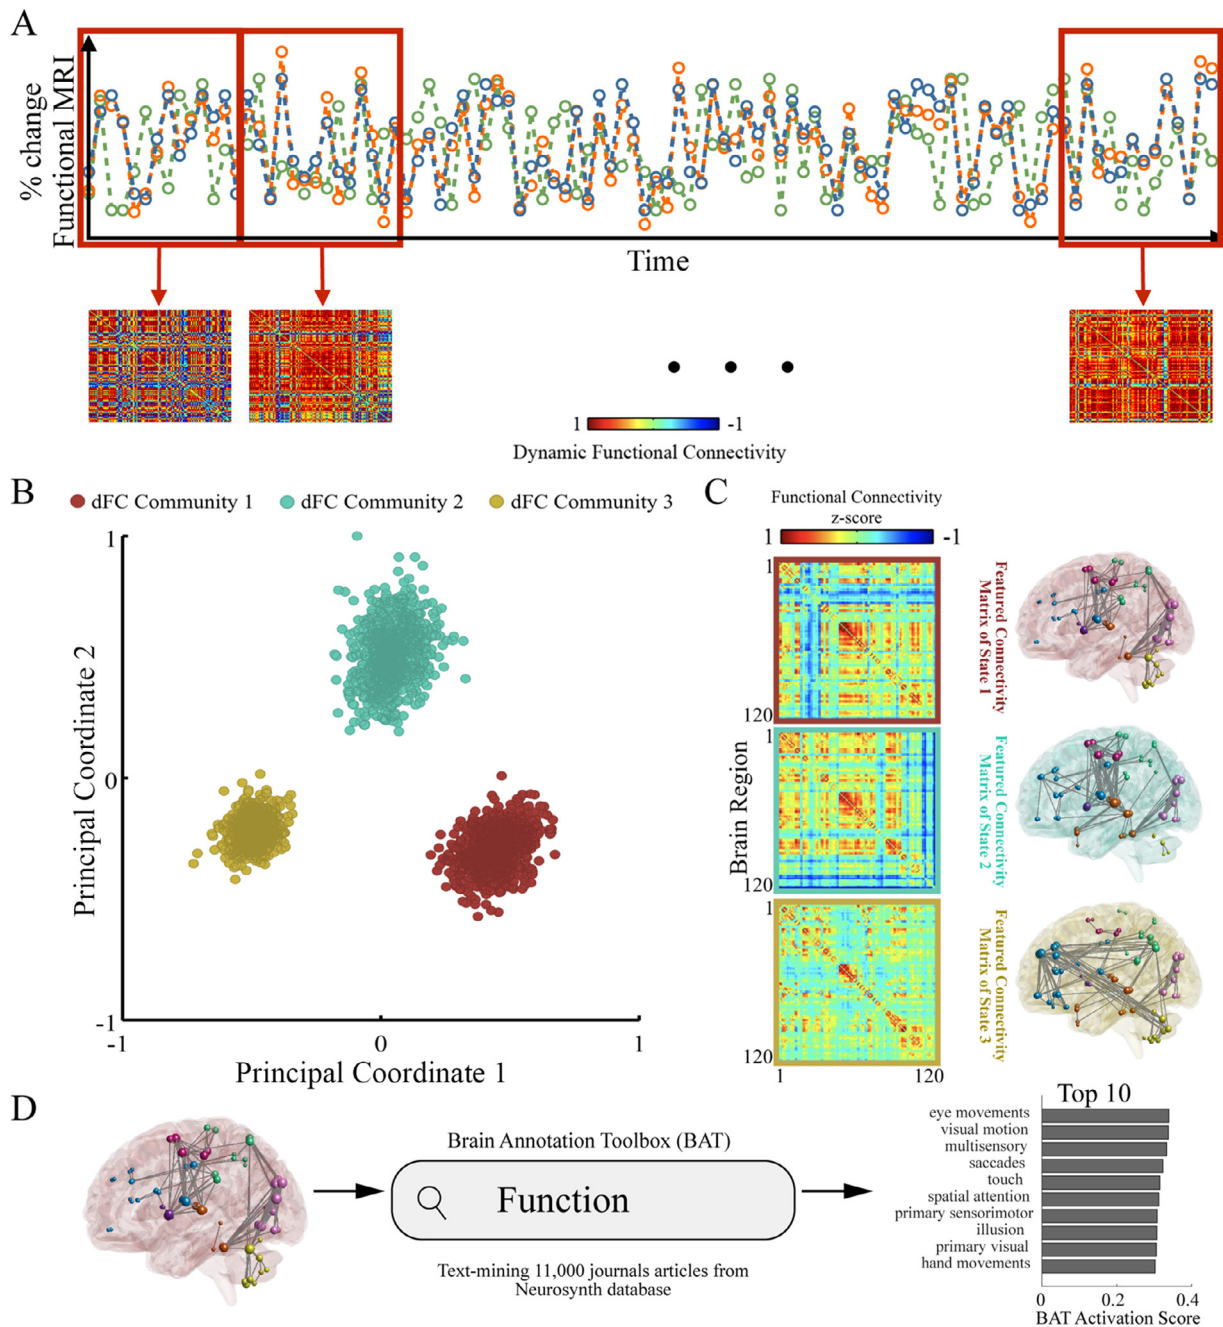 A
% change
Functional MRI
Time
1
-1
Dynamic Functional Connectivity
B
dFC Community 1
dFC Community 2
dFC Community 3
1
0
-1
Principal Coordinate 2
-1
0
1
Principal Coordinate 1
C
Functional Connectivity
z-score
1
-1
Brain Region
1
120
1
120
1
120
1
120
Featured Connectivity
Matrix of State 1
Featured Connectivity
Matrix of State 2
Featured Connectivity
Matrix of State 3
D
Brain Annotation Toolbox (BAT)
Function
Text-mining 11,000 journals articles from
Neurosynth database
Top 10
eye movements
visual motion
multisensory
saccades
touch
spatial attention
primary sensorimotor
illusion
primary visual
hand movements
0
0.2
0.4
BAT Activation Score